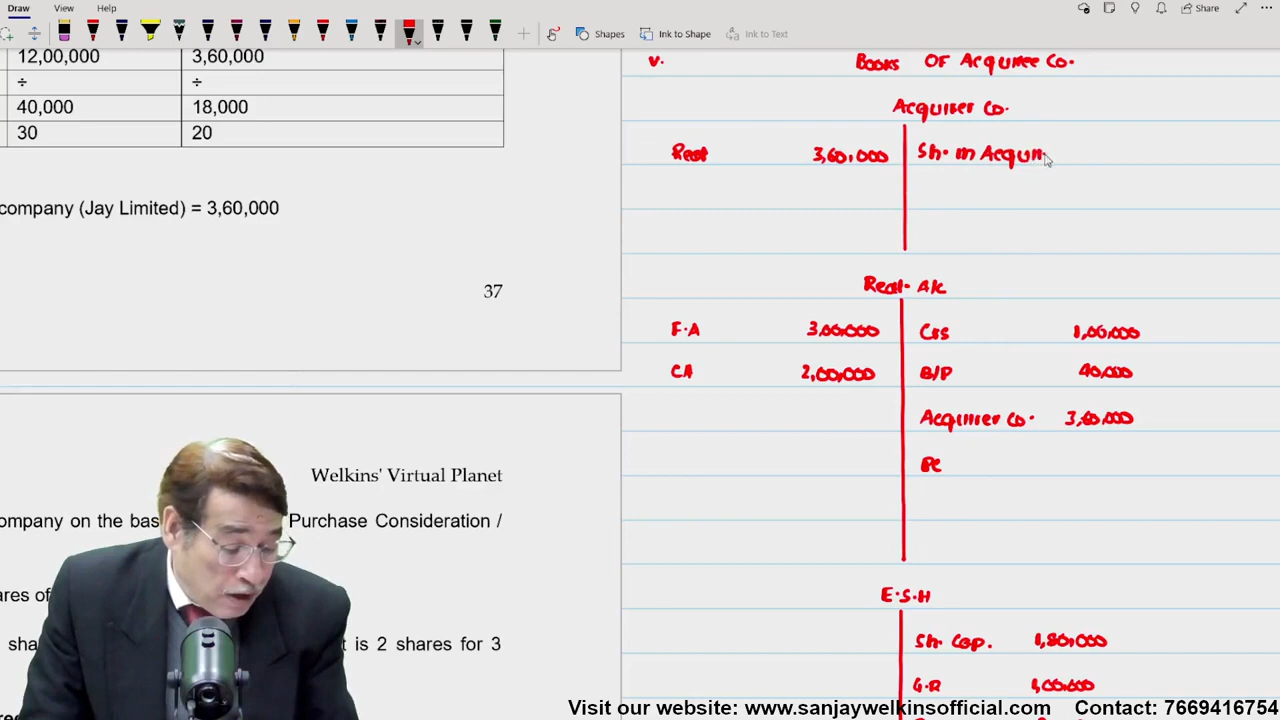 Draw View Help
Share
Shapes Ink to Shape Ink to Text
12,00,000 3,60,000
÷ ÷
40,000 18,000
30 20
company (Jay Limited) = 3,60,000
37
Welkins' Virtual Planet
ompany on the bas Purchase Consideration /
ares of
sha t is 2 shares for 3
v. Books OF Acquiree Co.
Acquirer Co.
Real 3,60,000 Sh. in Acquir
Real. A/c
F.A 3,00,000 Crs 1,00,000
CA 2,00,000 B/P 40,000
Acquirer Co. 3,60,000
E.S.H
Sh. Cap. 1,80,000
G.R 1,00,000
Visit our website: www.sanjaywelkinsofficial.com Contact: 7669416754